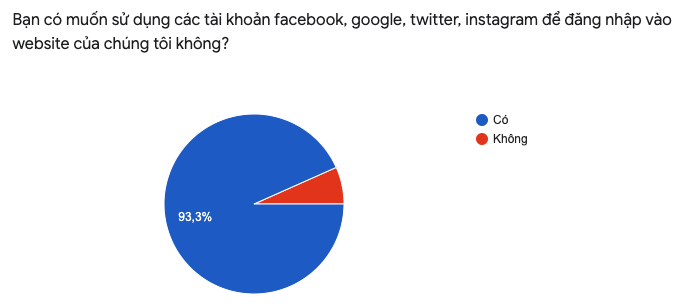 Bạn có muốn sử dụng các tài khoản facebook, google, twitter, instagram để đăng nhập vào
website của chúng tôi không?
Có
Không
93,3%